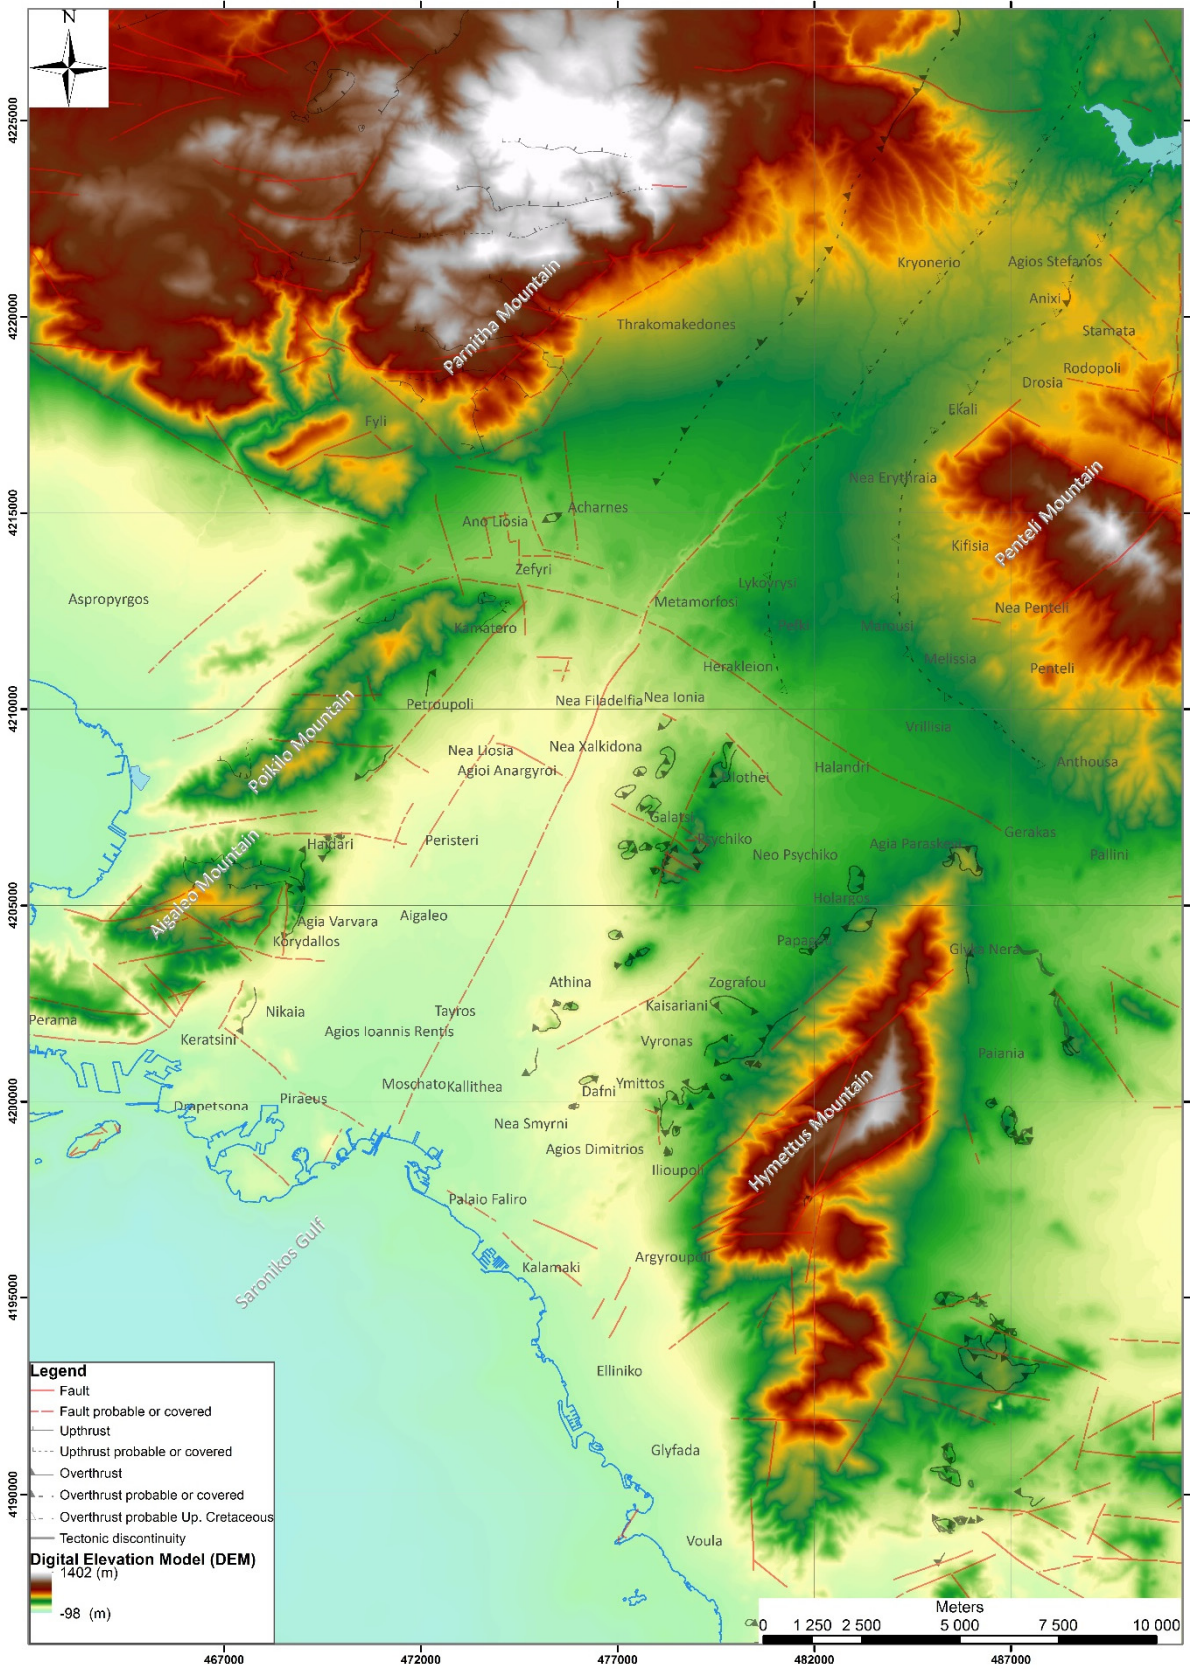 N
4225000
Kryonerio
Agios Stefanos
Anixi
4220000
Parnitha Mountain
Thrakomakedones
Stamata
Rodopoli
Drosia
Ekali
Fyli
Nea Erythraia
4215000
Ano Liosia
Acharnes
Kifisia
Penteli Mountain
Zefyri
Aspropyrgos
Lykovrysi
Metamorfosi
Nea Penteli
Kamatero
Marousi
Herakleion
Melissia
Penteli
4210000
Petroupoli
Nea Filadelfia
Nea Ionia
Poikilo Mountain
Vrillisia
Nea Liosia
Nea Xalkidona
Agioi Anargyroi
Filothei
Halandri
Anthousa
Galatsi
Gerakas
Peristeri
Psychiko
Haidari
Neo Psychiko
Agia Paraskevi
Pallini
Aigaleo Mountain
4205000
Holargos
Agia Varvara
Aigaleo
Korydallos
Papagou
Glyka Nera
Athina
Zografou
Perama
Nikaia
Tayros
Kaisariani
Keratsini
Agios Ioannis Rentis
Vyronas
Paiania
Moschato
Kallithea
Dafni
Ymittos
4200000
Drapetsona
Piraeus
Nea Smyrni
Hymettus Mountain
Agios Dimitrios
Ilioupoli
Palaio Faliro
Saronikos Gulf
Argyroupoli
Kalamaki
4195000
Elliniko
Glyfada
4190000
Voula
Legend
Fault
Fault probable or covered
Upthrust
Upthrust probable or covered
Overthrust
Overthrust probable or covered
Overthrust probable Up. Cretaceous
Tectonic discontinuity
Digital Elevation Model (DEM)
1402 (m)
-98 (m)
Meters
0 1 250 2 500 5 000 7 500 10 000
467000 472000 477000 482000 487000